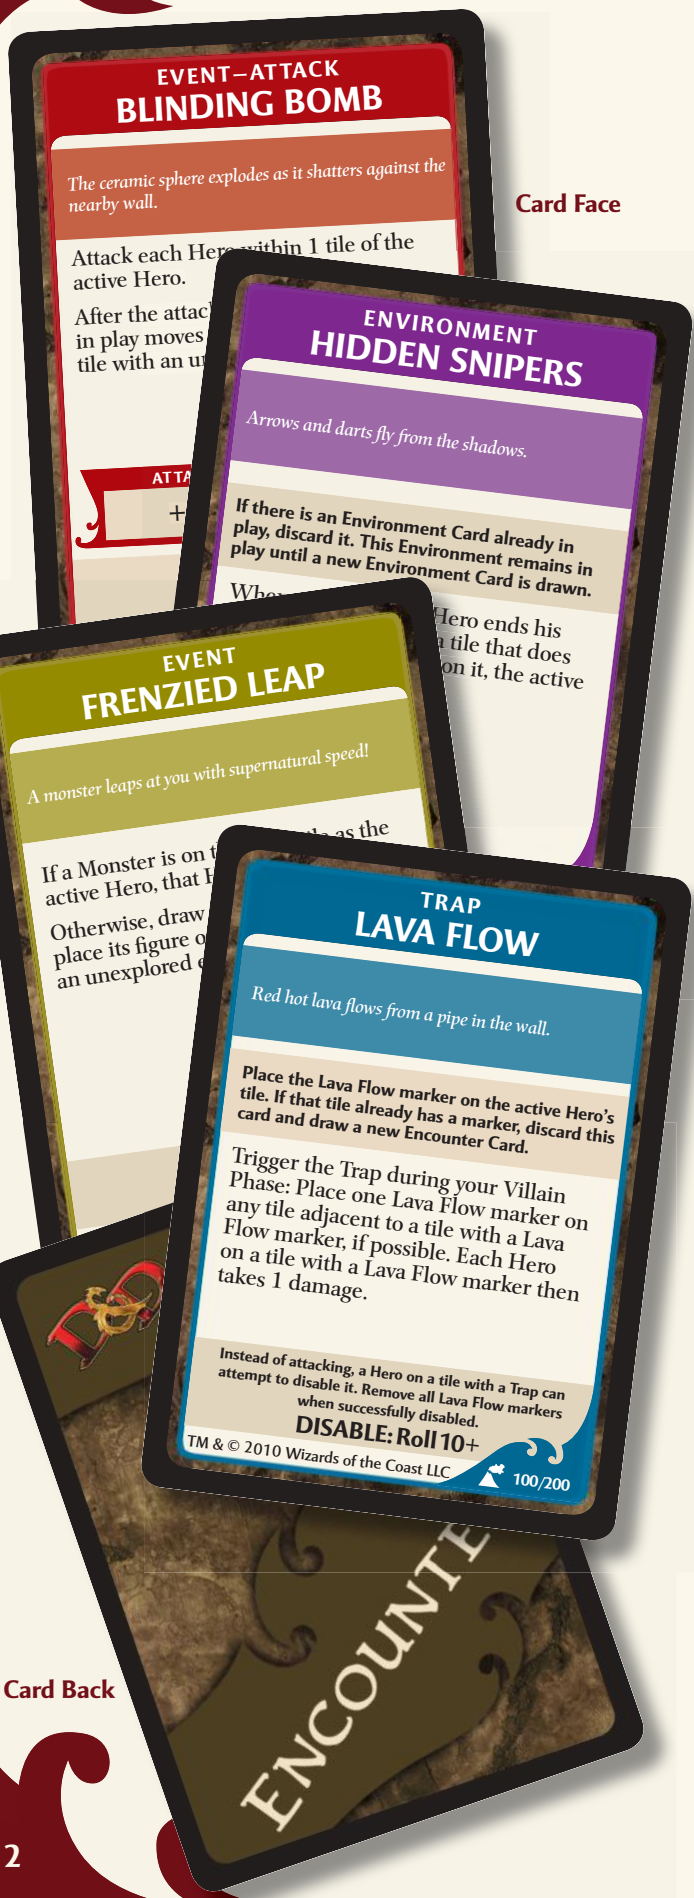 EVENT–ATTACK
BLINDING BOMB
The ceramic sphere explodes as it shatters against the
nearby wall.
Attack each Hero within 1 tile of the
active Hero.
After the attac
in play moves
tile with an un
ATTA
+
Card Face
ENVIRONMENT
HIDDEN SNIPERS
Arrows and darts fly from the shadows.
If there is an Environment Card already in
play, discard it. This Environment remains in
play until a new Environment Card is drawn.
Hero ends his
a tile that does
on it, the active
EVENT
FRENZIED LEAP
A monster leaps at you with supernatural speed!
If a Monster is on as the
active Hero, that H
Otherwise, draw
place its figure o
an unexplored e
TRAP
LAVA FLOW
Red hot lava flows from a pipe in the wall.
Place the Lava Flow marker on the active Hero's
tile. If that tile already has a marker, discard this
card and draw a new Encounter Card.
Trigger the Trap during your Villain
Phase: Place one Lava Flow marker on
any tile adjacent to a tile with a Lava
Flow marker, if possible. Each Hero
on a tile with a Lava Flow marker then
takes 1 damage.
Instead of attacking, a Hero on a tile with a Trap can
attempt to disable it. Remove all Lava Flow markers
when successfully disabled.
DISABLE: Roll 10+
TM & © 2010 Wizards of the Coast LLC
100/200
D&D
ENCOUNTE
Card Back
2